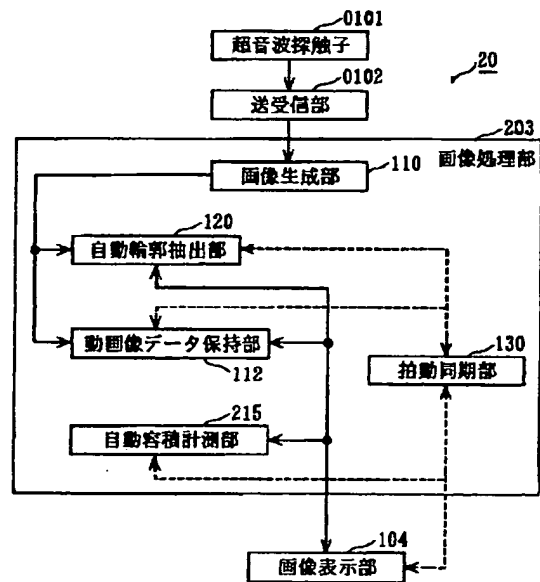 0101
超音波探触子
20
0102
送受信部
203
画像処理部
画像生成部
110
120
自動輪郭抽出部
動画像データ保持部
112
130
拍動同期部
215
自動容積計測部
104
画像表示部